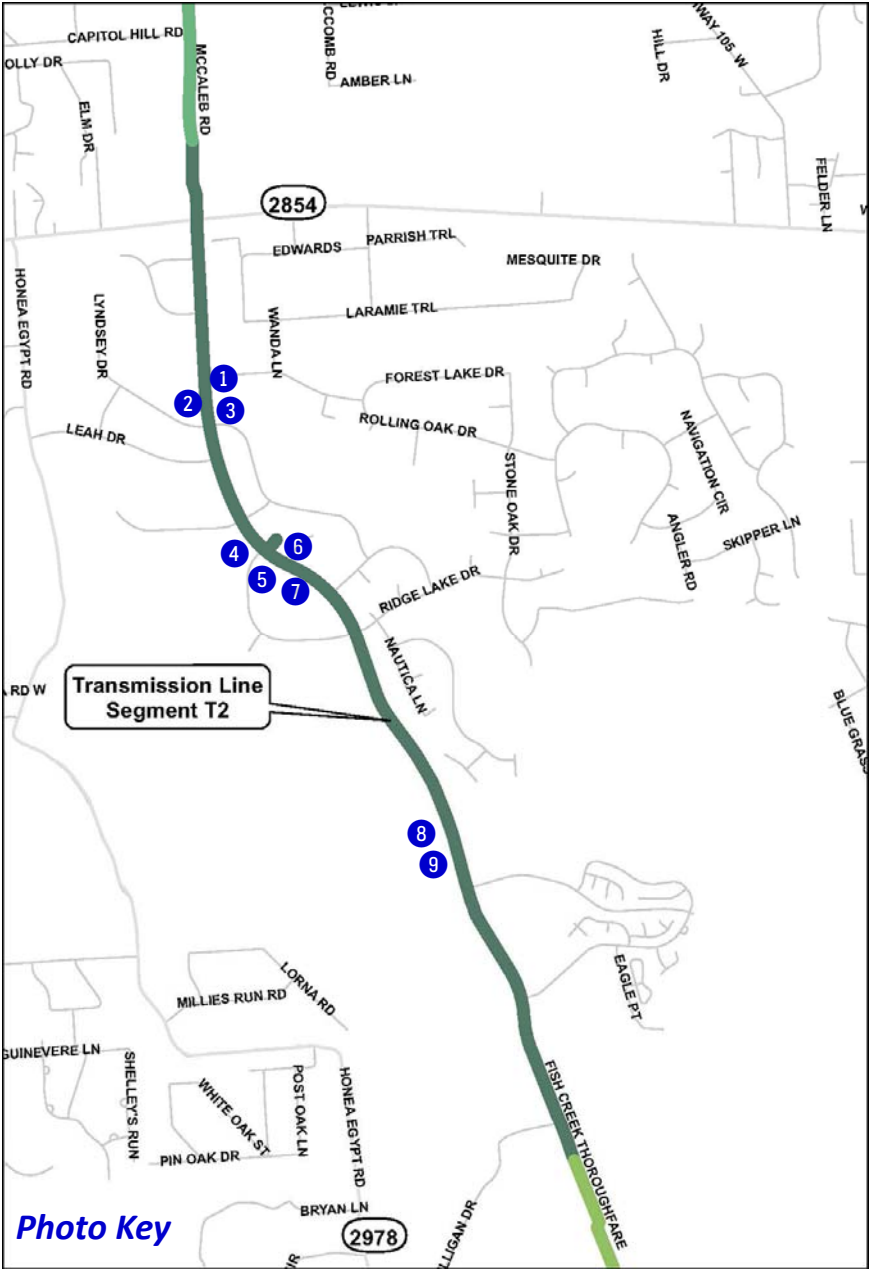 CAPITOL HILL RD
MCCALEB RD
CCOMB RD
AMBER LN
HILL DR
HWAY 105 W
OLLY DR
ELM DR
FELDER LN
2854
EDWARDS
PARRISH TRL
MESQUITE DR
HONEA EGYPT RD
LYNDSEY DR
WANDA LN
LARAMIE TRL
1
2
3
FOREST LAKE DR
LEAH DR
ROLLING OAK DR
NAVIGATION CIR
STONE OAK DR
ANGLER RD
SKIPPER LN
4
5
6
7
RIDGE LAKE DR
NAUTICA LN
RD W
Transmission Line
Segment T2
BLUE GRASS
8
9
EAGLE PT
LORNA RD
MILLIES RUN RD
GUINEVERE LN
SHELLEY'S RUN
WHITE OAK ST
POST OAK LN
HONEA EGYPT RD
PIN OAK DR
FISH CREEK THOROUGHFARE
BRYAN LN
2978
LLIGAN DR
IR
Photo Key